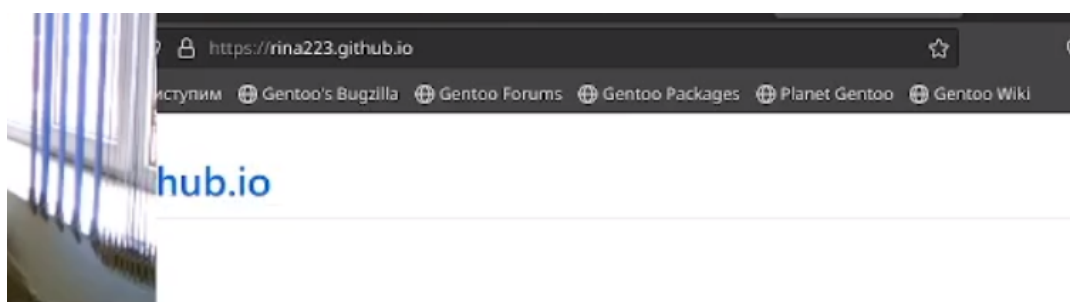 https://rina223.github.io
иступим Gentoo's Bugzilla Gentoo Forums Gentoo Packages Planet Gentoo Gentoo Wiki
hub.io